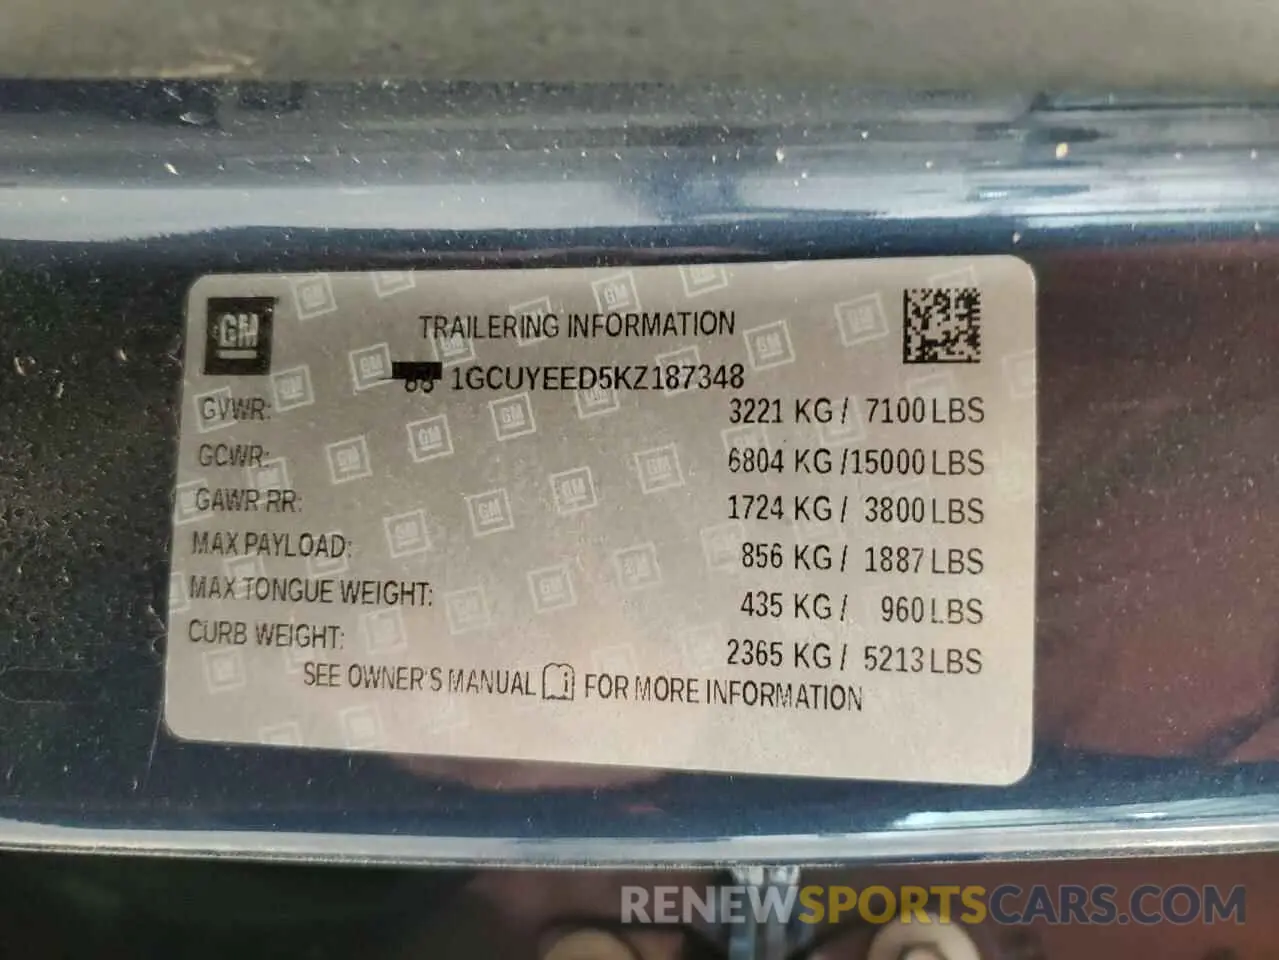 GM TRAILERING INFORMATION
1GCUYEED5KZ187348
GVWR: 3221 KG / 7100 LBS
GCWR: 6804 KG /15000 LBS
GAWR RR: 1724 KG / 3800 LBS
MAX PAYLOAD: 856 KG / 1887 LBS
MAX TONGUE WEIGHT: 435 KG / 960 LBS
CURB WEIGHT: 2365 KG / 5213 LBS
SEE OWNER'S MANUAL i FOR MORE INFORMATION
RENEWSPORTSCARS.COM